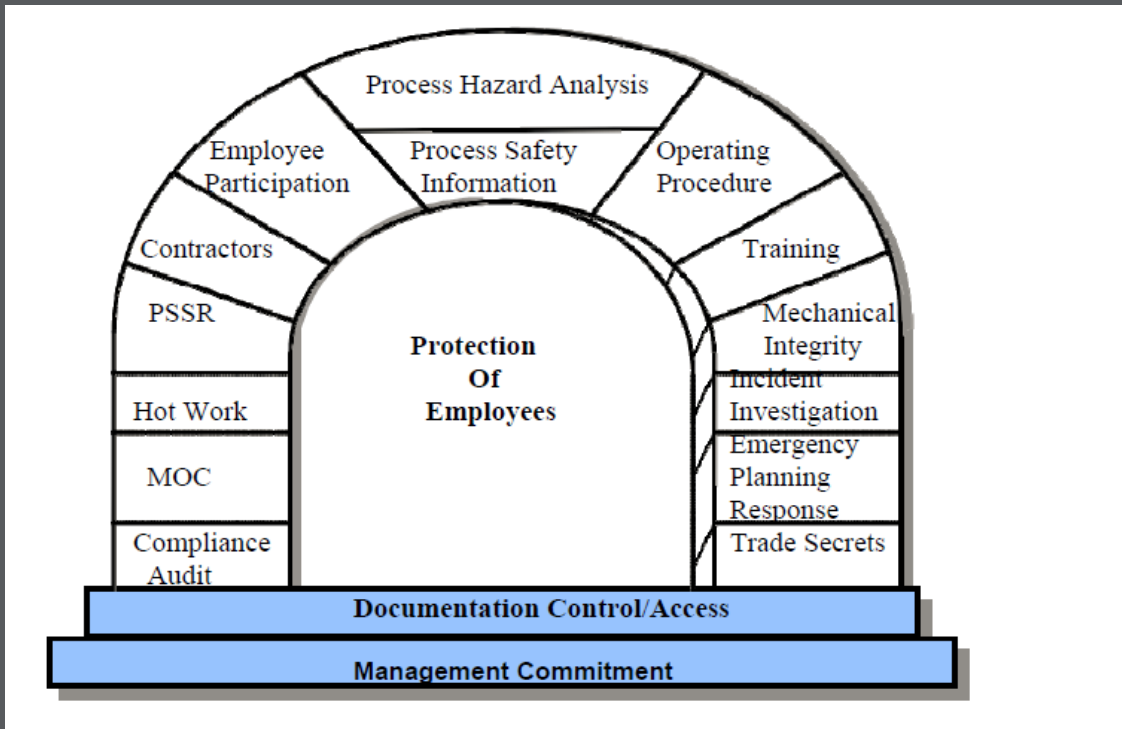 Process Hazard Analysis
Process Safety
Information
Employee
Participation
Operating
Procedure
Contractors
Training
PSSR
Mechanical
Integrity
Protection
Of
Employees
Hot Work
Incident
Investigation
MOC
Emergency
Planning
Response
Compliance
Audit
Trade Secrets
Documentation Control/Access
Management Commitment